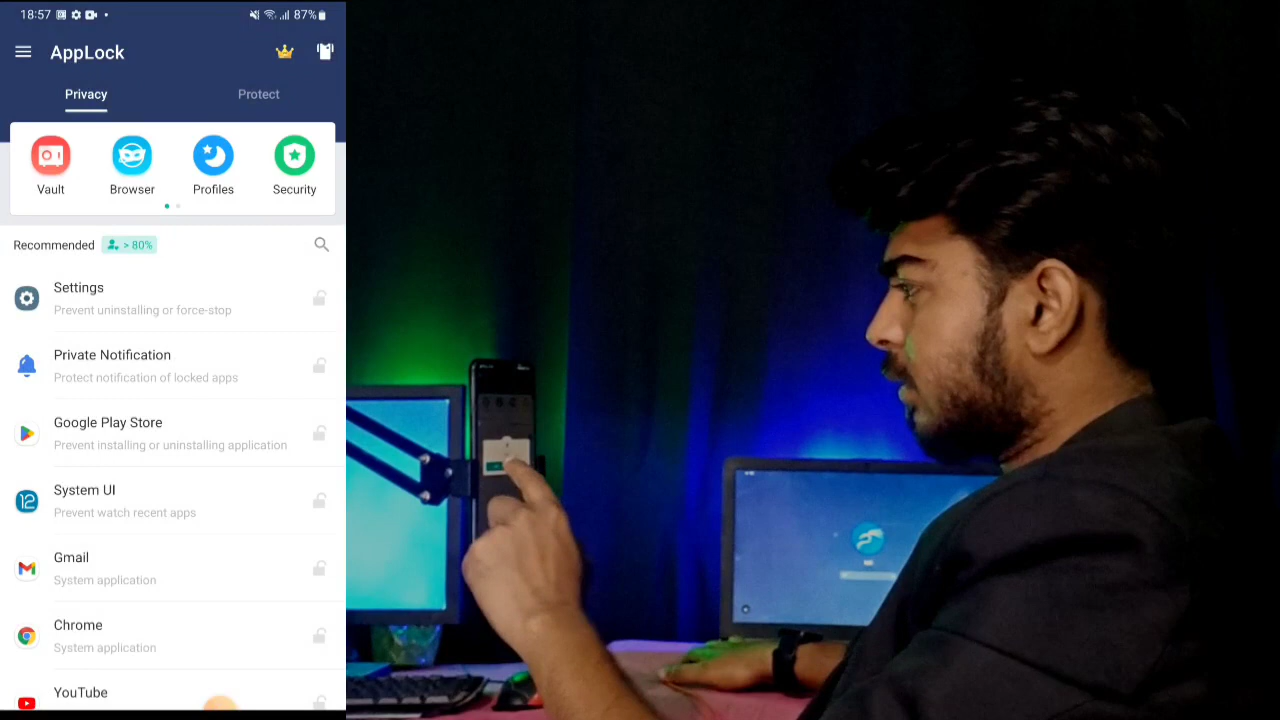 18:57
87%
AppLock
Privacy
Protect
Vault
Browser
Profiles
Security
Recommended
> 80%
Settings
Prevent uninstalling or force-stop
Private Notification
Protect notification of locked apps
Google Play Store
Prevent installing or uninstalling application
12
System UI
Prevent watch recent apps
Gmail
System application
Chrome
System application
YouTube